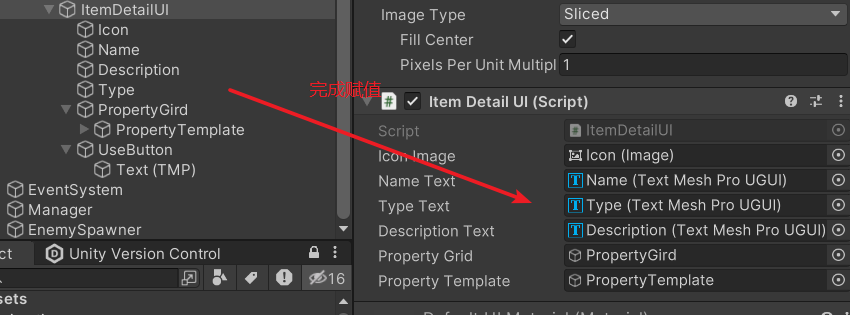 ItemDetailUI
Icon
Name
Description
Type
PropertyGird
PropertyTemplate
UseButton
Text (TMP)
EventSystem
Manager
EnemySpawner
ct
Unity Version Control
16
sets
完成赋值
Image Type
Sliced
Fill Center
Pixels Per Unit Multipl
1
#
Item Detail UI (Script)
Script
ItemDetailUI
Icon Image
Icon (Image)
Name Text
Name (Text Mesh Pro UGUI)
Type Text
Type (Text Mesh Pro UGUI)
Description Text
Description (Text Mesh Pro UGUI)
Property Grid
PropertyGird
Property Template
PropertyTemplate